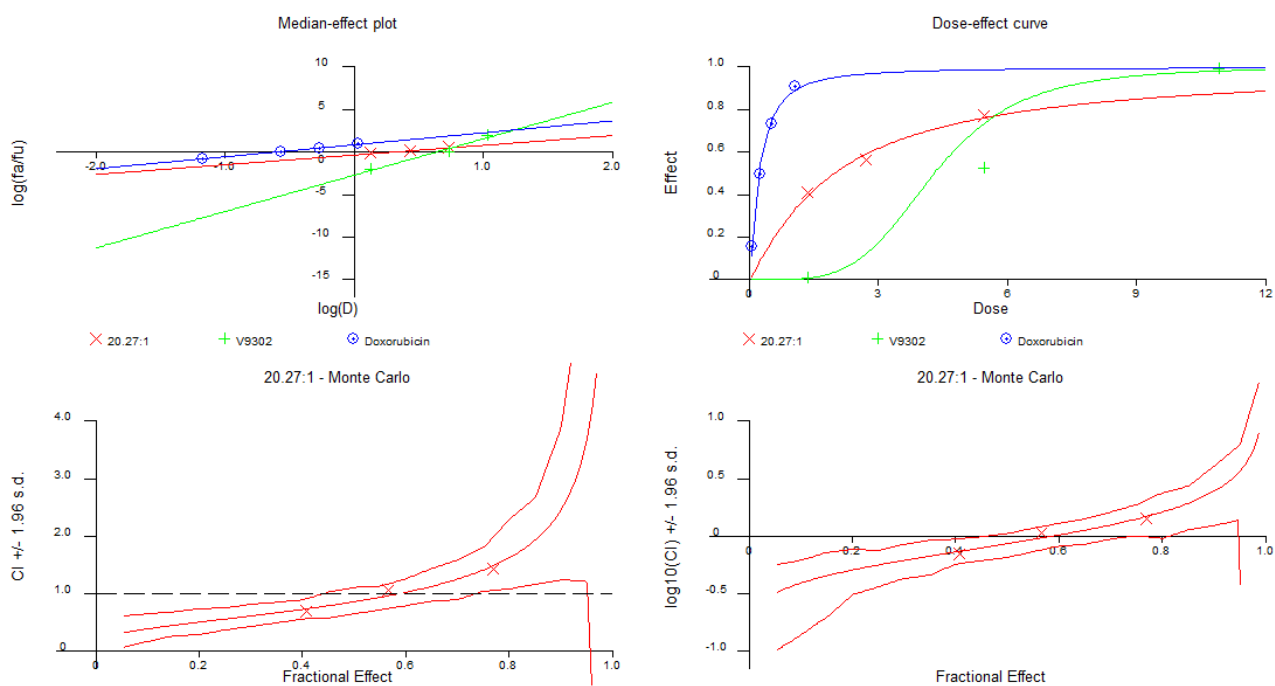 Median-effect plot
10
5
-2.0 -1.0 0 1.0 2.0
-5
-10
-15
log(fa/fu)
log(D)
20.27:1 V9302 Doxorubicin
Dose-effect curve
1.0
0.8
0.6
0.4
0.2
0
0 3 6 9 12
Effect
Dose
20.27:1 V9302 Doxorubicin
20.27:1 - Monte Carlo
4.0
3.0
2.0
1.0
0
0 0.2 0.4 0.6 0.8 1.0
CI +/- 1.96 s.d.
Fractional Effect
20.27:1 - Monte Carlo
1.0
0.5
0 0.2 0.4 0.6 0.8 1.0
-0.5
-1.0
log10(CI) +/- 1.96 s.d.
Fractional Effect